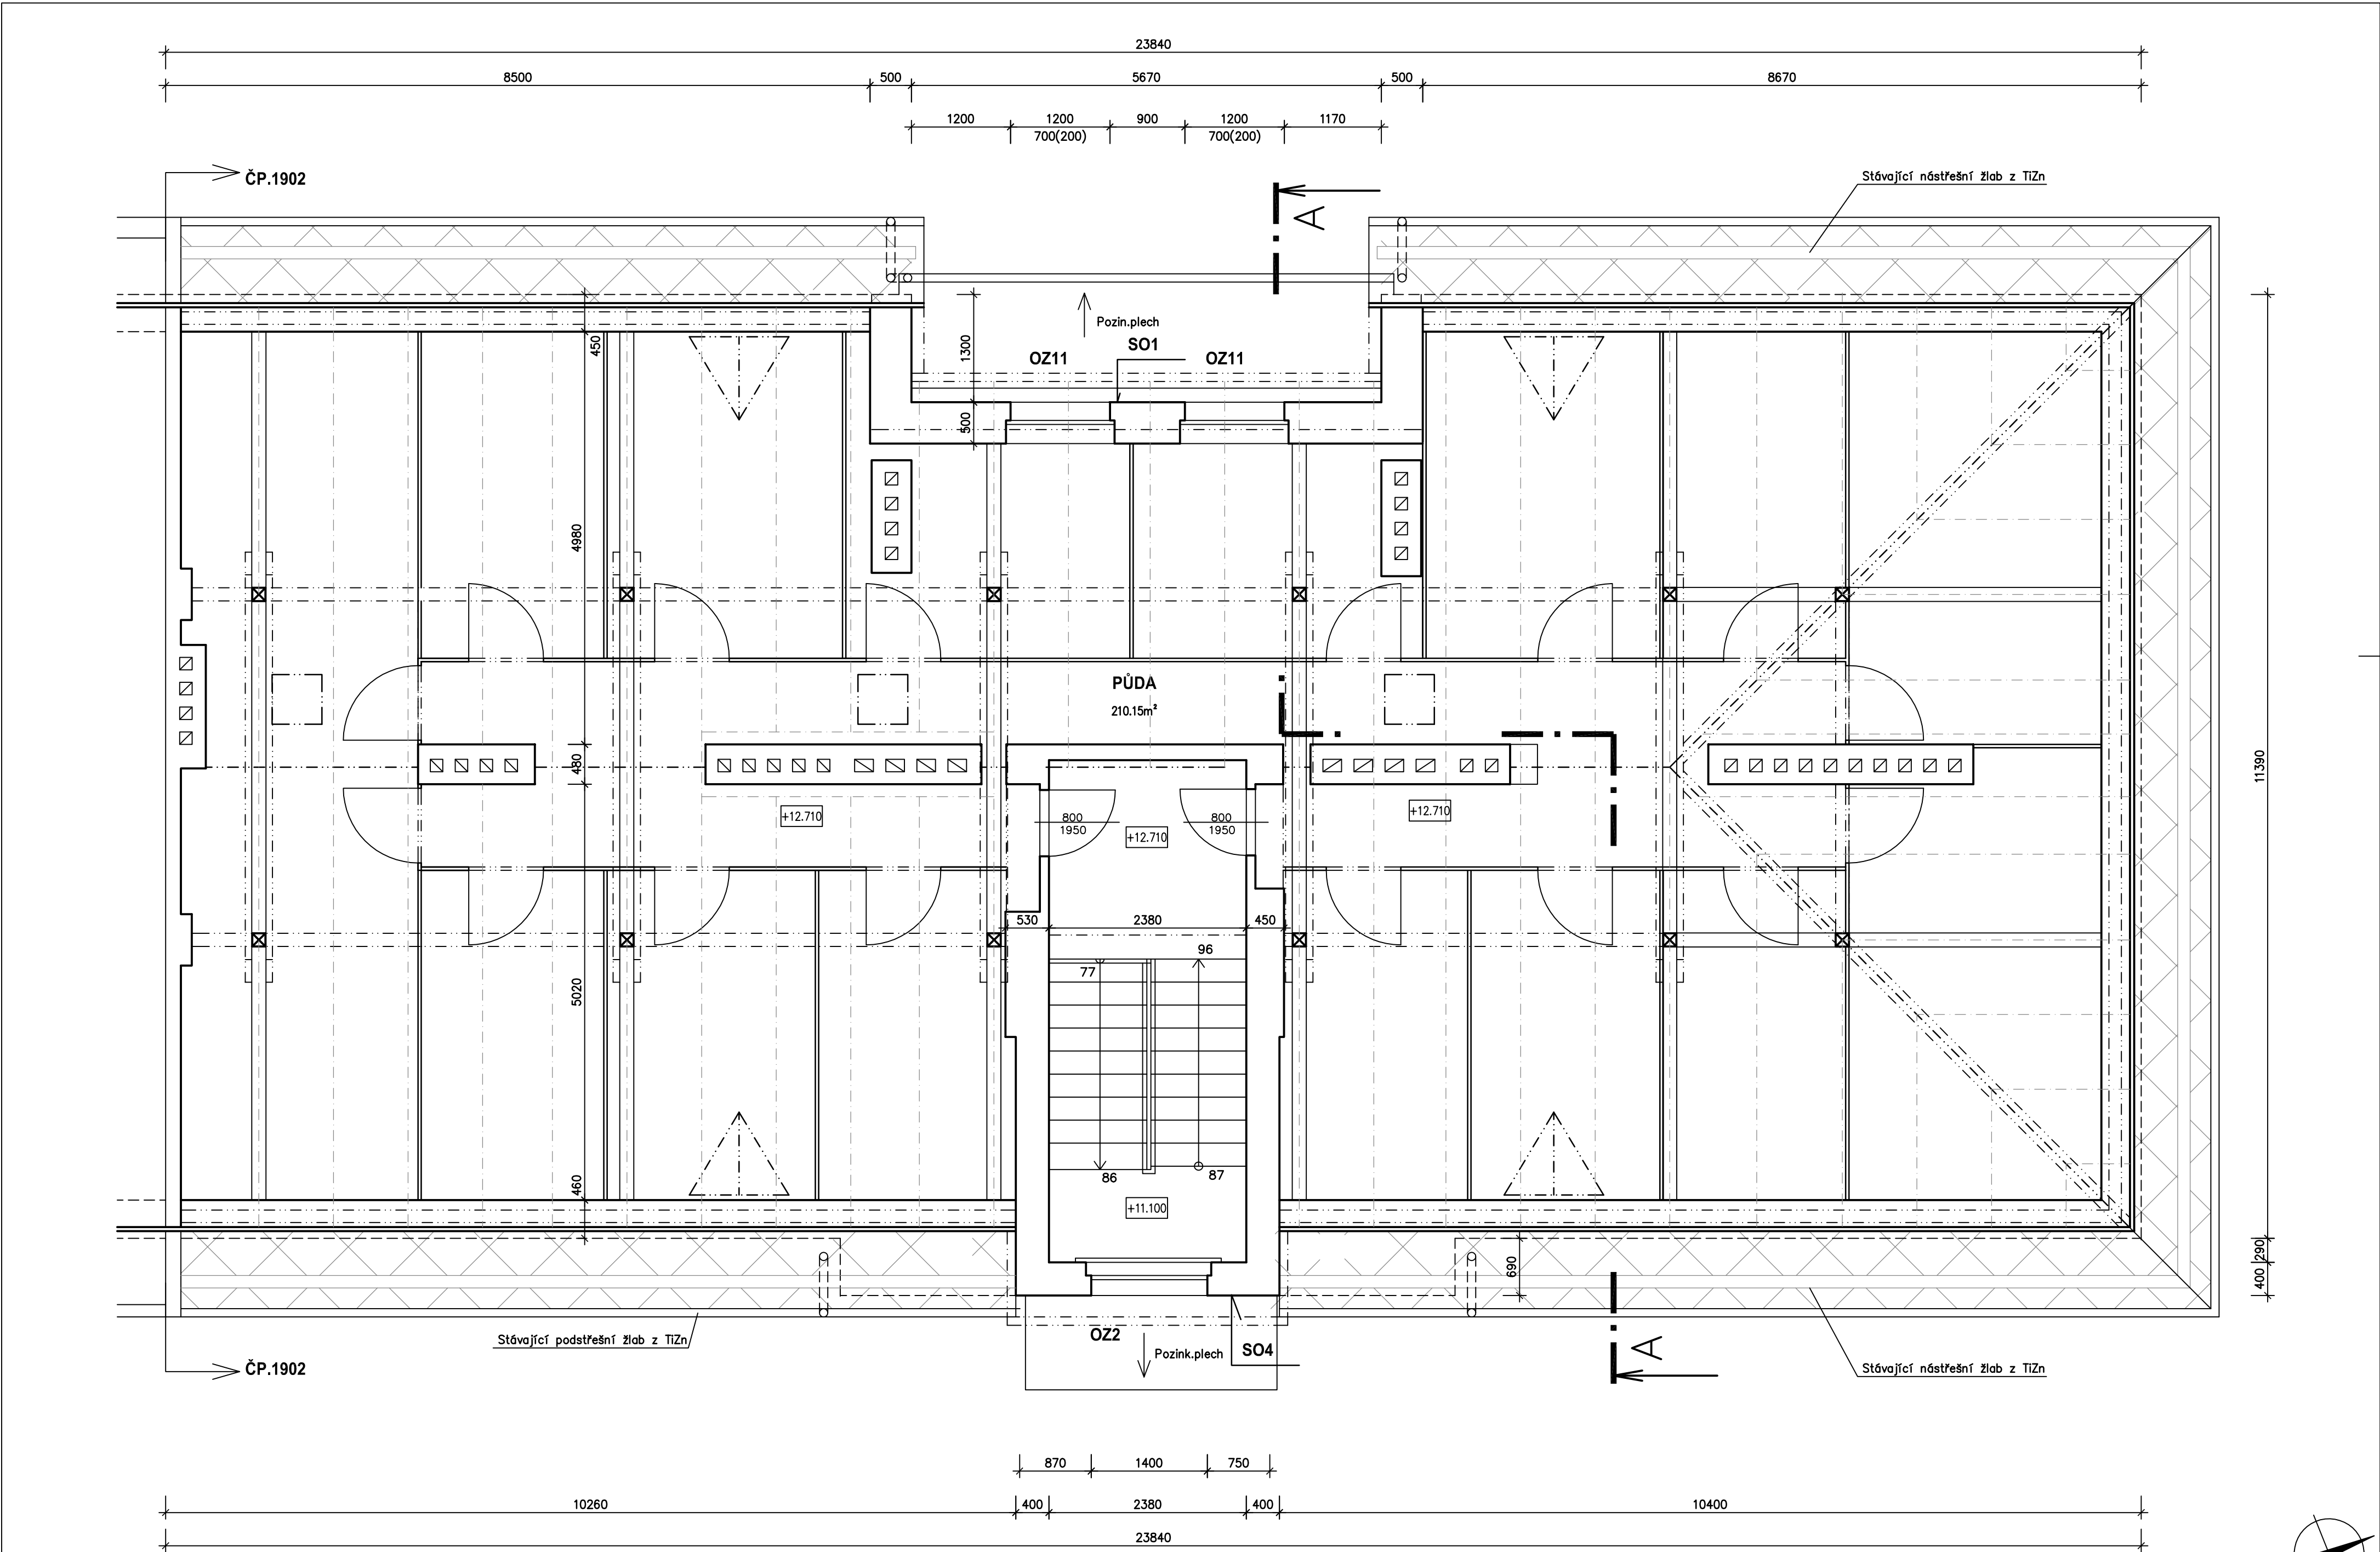 23840
8500 500 5670 500 8670
1200 1200 900 1200 1170
700(200) 700(200)
ČP.1902
Stávající nástřešní žlab z TiZn
A
Pozin.plech
SO1
OZ11 OZ11
450
1300
500
4980
PŮDA
210.15m²
480
11390
+12.710 +12.710 +12.710
800 800
1950 1950
530 2380 450
77 96
5020
86 87
460
+11.100
690
290
400
Stávající podstřešní žlab z TiZn
OZ2
Pozink.plech
SO4
A
ČP.1902
Stávající nástřešní žlab z TiZn
870 1400 750
10260 400 2380 400 10400
23840